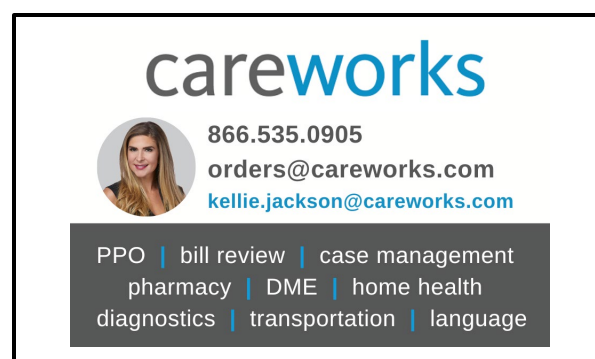 careworks
866.535.0905
orders@careworks.com
kellie.jackson@careworks.com
PPO | bill review | case management
pharmacy | DME | home health
diagnostics | transportation | language